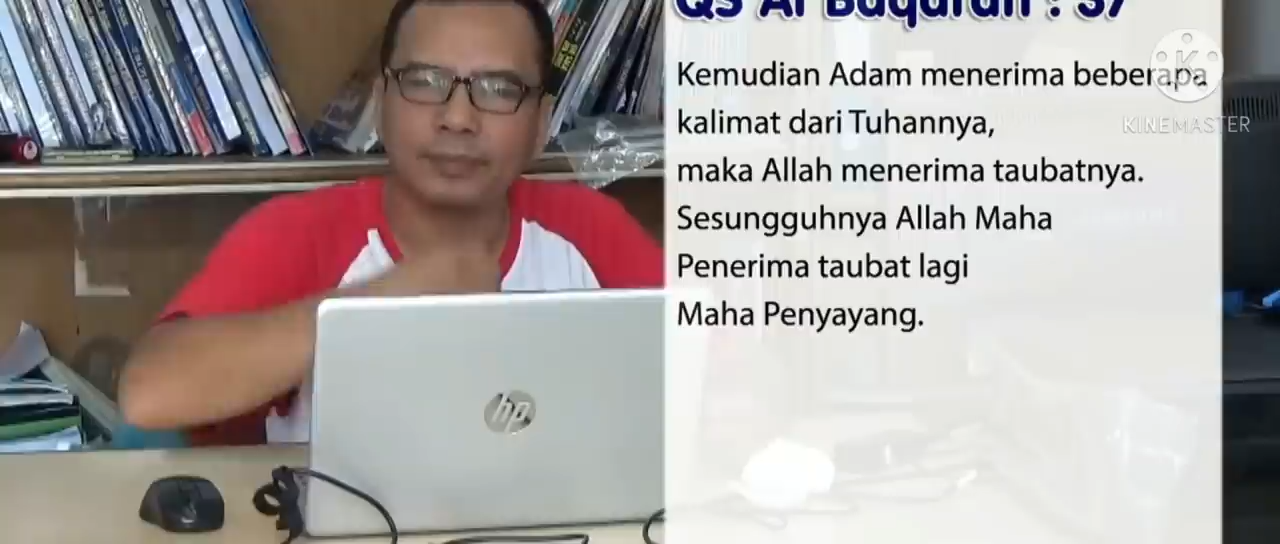 QS Al Baqarah : 37
Kemudian Adam menerima beberapa
kalimat dari Tuhannya,
maka Allah menerima taubatnya.
Sesungguhnya Allah Maha
Penerima taubat lagi
Maha Penyayang.
KINEMASTER
hp